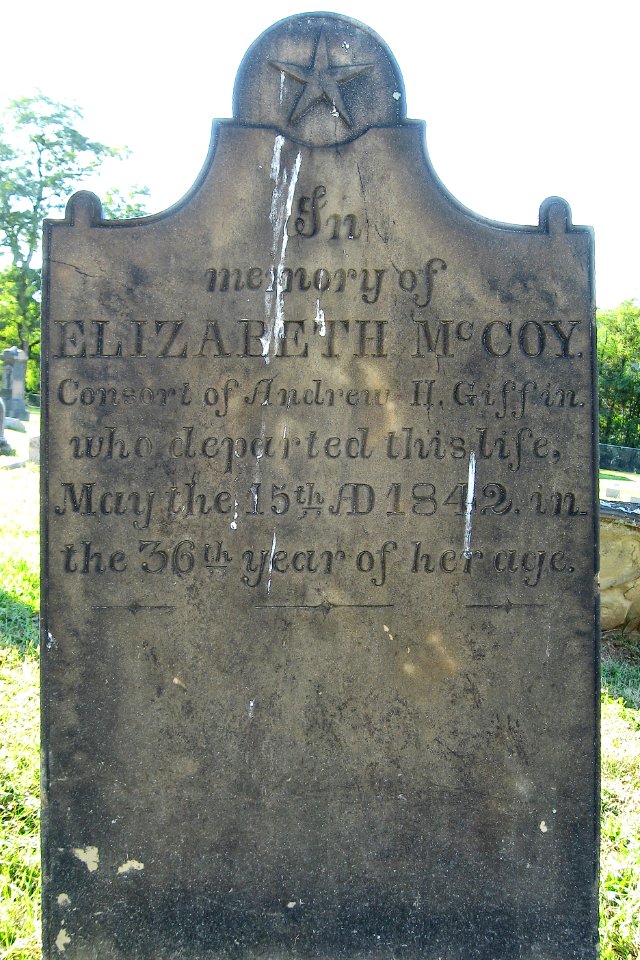 In
memory of
ELIZABETH McCOY.
Consort of Andrew H. Giffin.
who departed this life,
May the 15th AD 1842. in
the 36th year of her age.